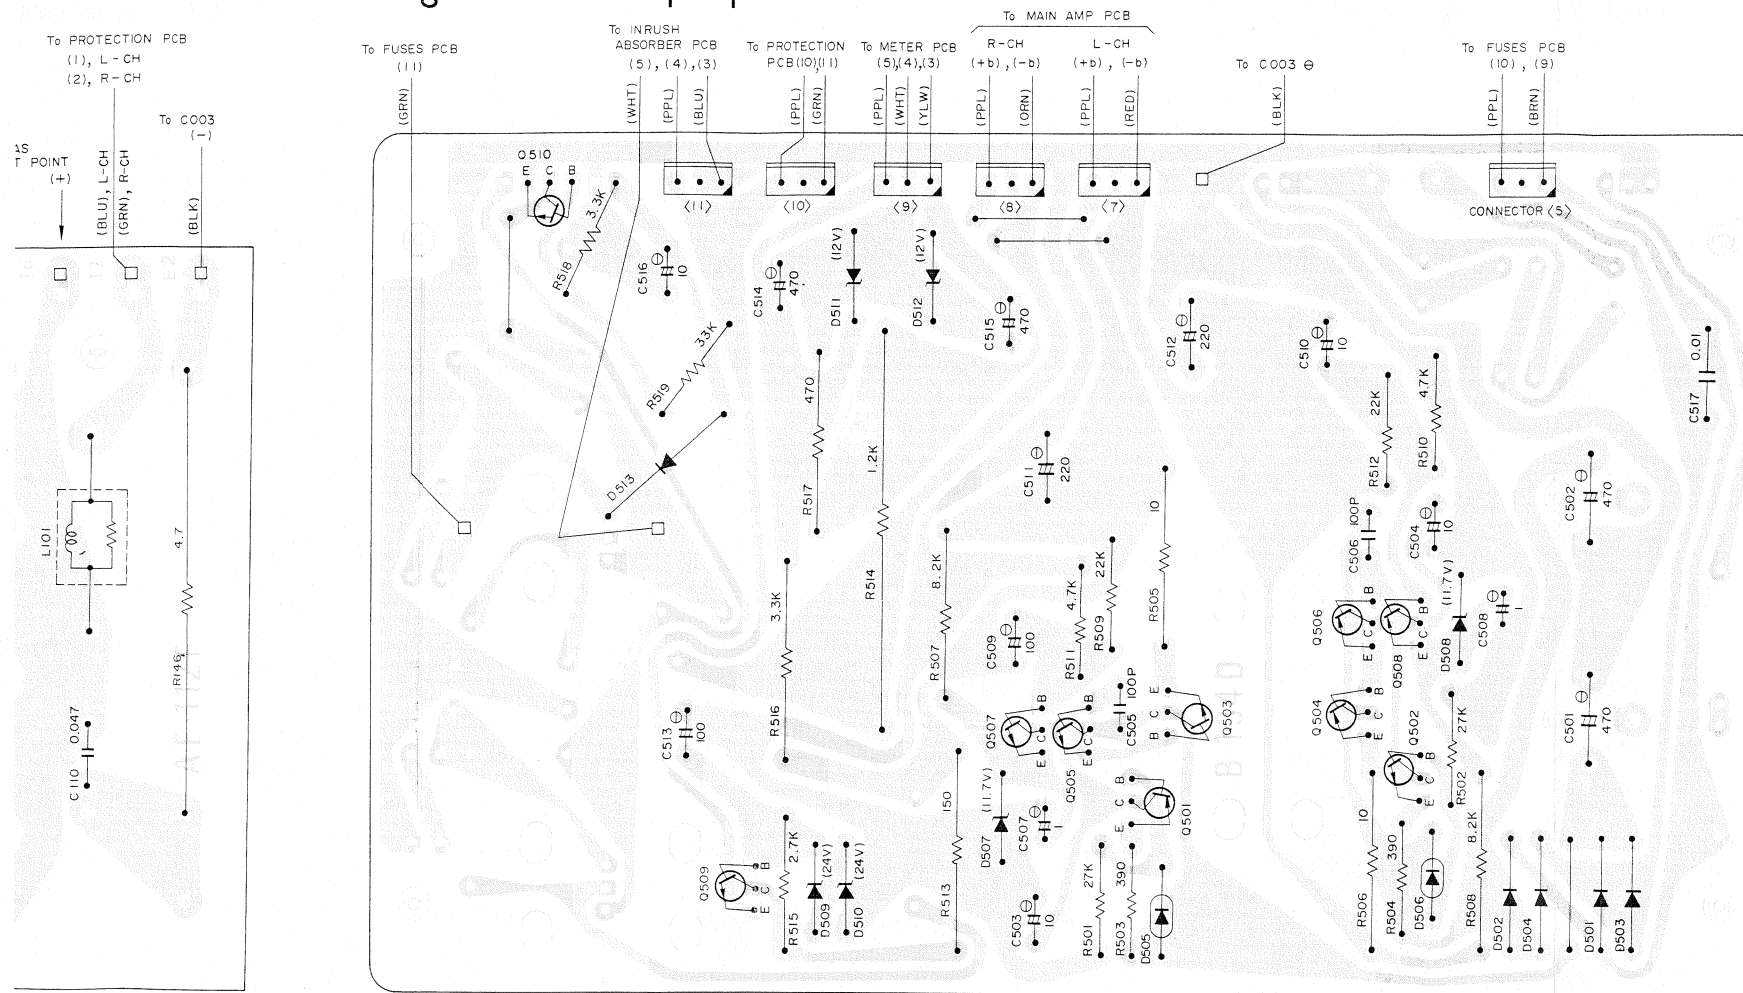 To MAIN AMP PCB
To INRUSH
ABSORBER PCB
(5), (4), (3)
To PROTECTION PCB
(1), L-CH
(2), R-CH
To FUSES PCB
(11)
To PROTECTION
PCB(10),(11)
To METER PCB
(5),(4),(3)
R-CH
(+b), (-b)
L-CH
(+b), (-b)
To C003 ⊖
To FUSES PCB
(10), (9)
To C003
(-)
T POINT
(+)
(BLU), L-CH
(GRN), R-CH
(BLK)
(GRN)
(WHT)
(PPL)
(BLU)
(PPL)
(GRN)
(PPL)
(WHT)
(YLW)
(PPL)
(ORN)
(PPL)
(RED)
(BLK)
(PPL)
(BRN)
Q510
E C B
⟨11⟩
⟨10⟩
⟨9⟩
⟨8⟩
⟨7⟩
CONNECTOR⟨5⟩
R518 3.3K
C516 10
C514 470
D511 (12V)
D512 (12V)
C515 470
C512 220
C510 10
C517 0.01
R519 33K
D513
R517 470
R514 1.2K
C511 220
R512 22K
R510 4.7K
C502 470
L101
4.7
R146
C110 0.047
R516 3.3K
R507 8.2K
C509 100
R511 4.7K
R509 22K
R505 10
C506 100P
C504 10
Q506
B C E
Q508
B C E
D508 (11.7V)
C508 1
C513 100
Q507
B C E
Q505
B C E
C505 100P
E C B
Q503
Q504
B C E
Q502
B C E
R502 27K
C501 470
Q509
B C E
R515 2.7K
D509 (24V)
D510 (24V)
R513 150
D507 (11.7V)
C507 1
C503 10
B C E
Q501
R501 27K
R503 390
D505
R506 10
R504 390
D506
R508 8.2K
D502
D504
D501
D503